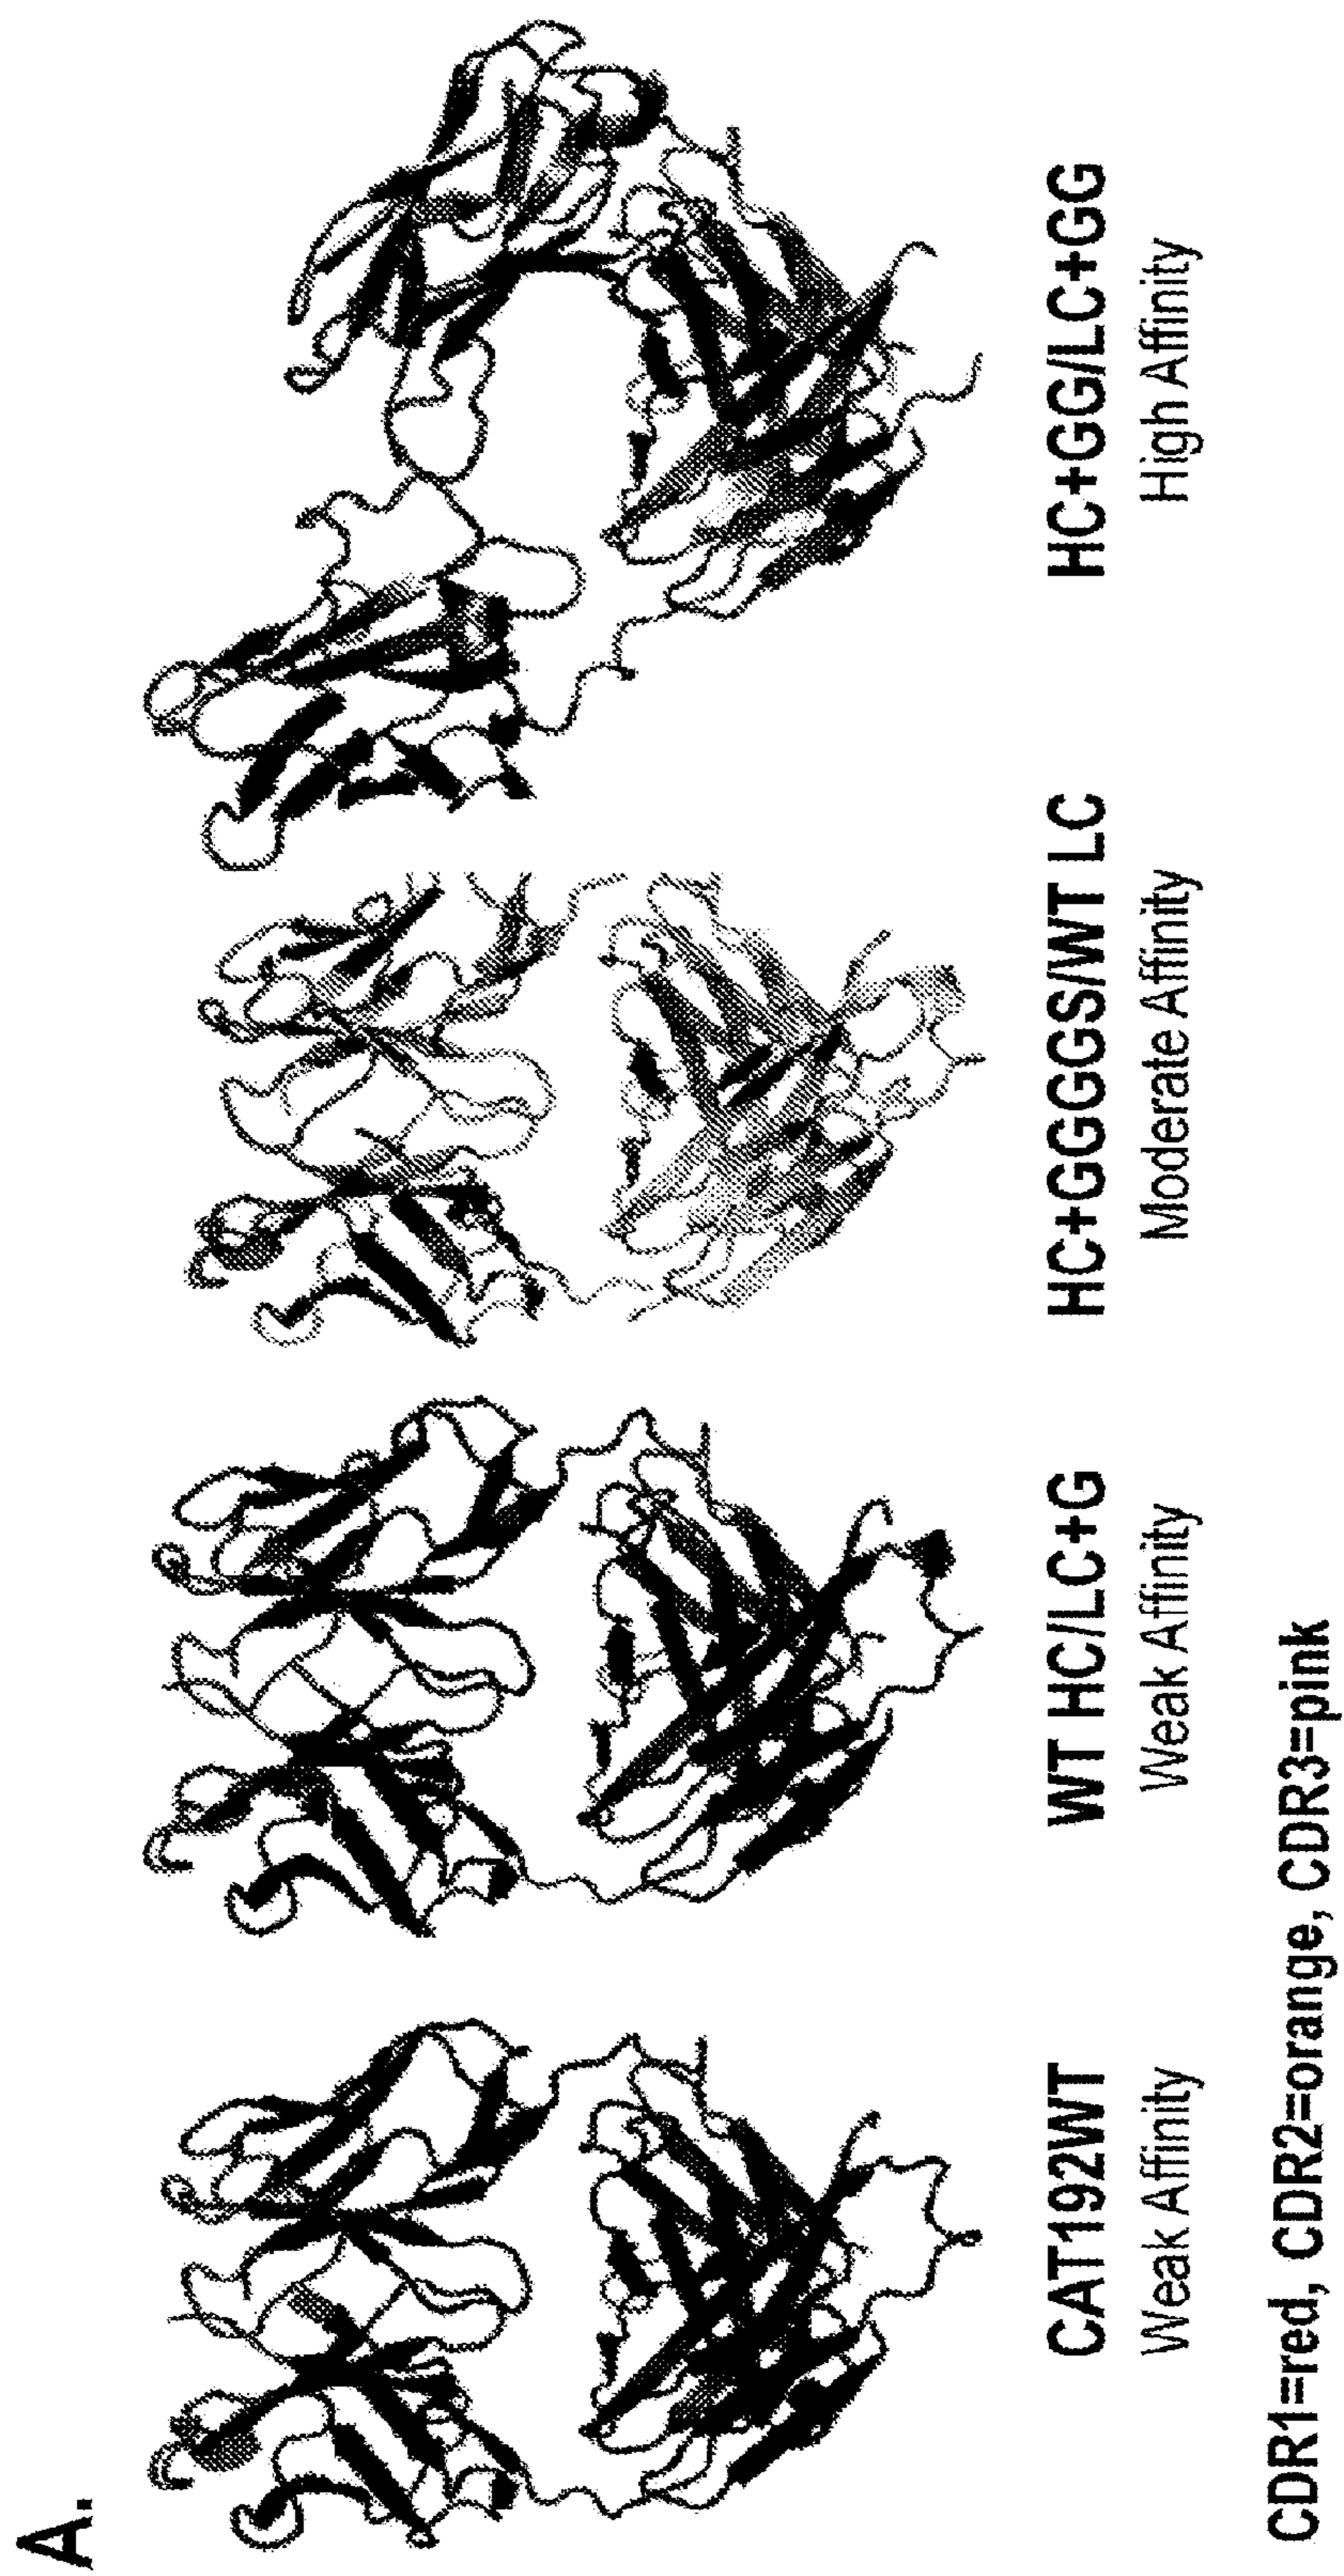 A.
CAT192WT
Weak Affinity
WT HC/LC+G
Weak Affinity
HC+GGGGS/WT LC
Moderate Affinity
HC+GG/LC+GG
High Affinity
CDR1=red, CDR2=orange, CDR3=pink